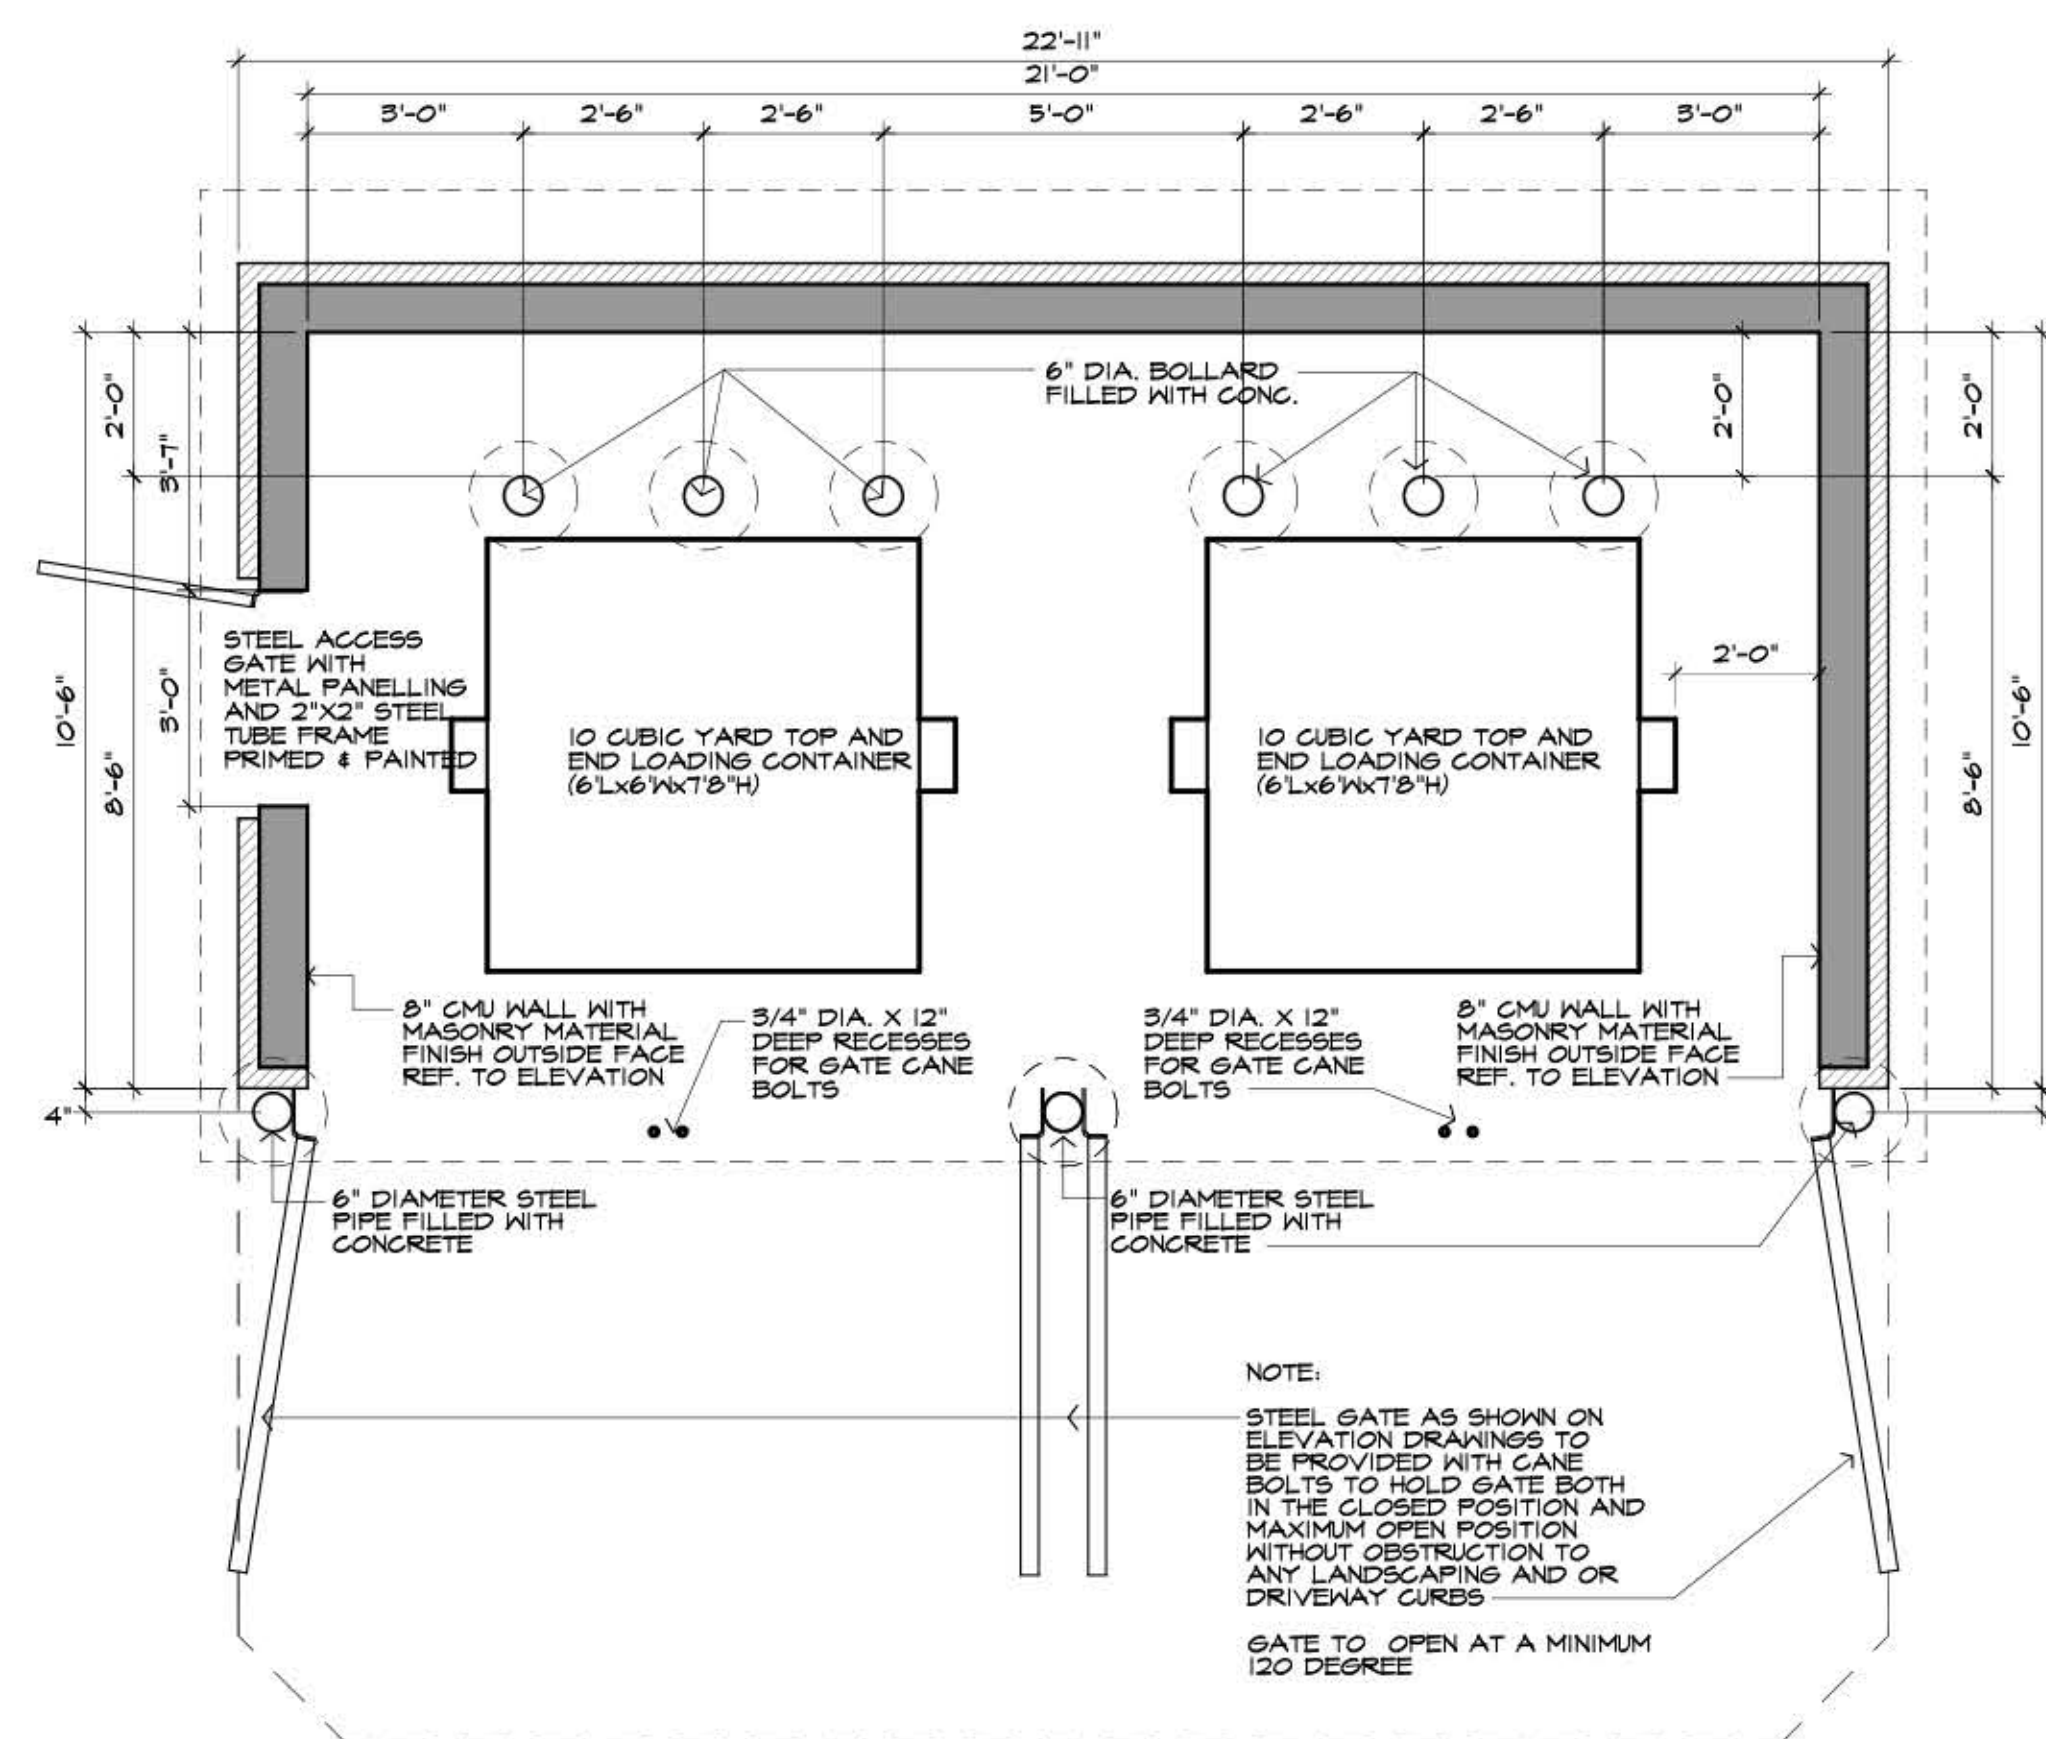 22'-11"
21'-0"
3'-0"
2'-6"
2'-6"
5'-0"
2'-6"
2'-6"
3'-0"
2'-0"
3'-7"
6" DIA. BOLLARD
FILLED WITH CONC.
2'-0"
2'-0"
STEEL ACCESS
GATE WITH
METAL PANELLING
AND 2"X2" STEEL
TUBE FRAME
PRIMED & PAINTED
10'-6"
8'-6"
3'-0"
2'-0"
10'-6"
8'-6"
10 CUBIC YARD TOP AND
END LOADING CONTAINER
(6'Lx6'Wx7'8"H)
10 CUBIC YARD TOP AND
END LOADING CONTAINER
(6'Lx6'Wx7'8"H)
8" CMU WALL WITH
MASONRY MATERIAL
FINISH OUTSIDE FACE
REF. TO ELEVATION
3/4" DIA. X 12"
DEEP RECESSES
FOR GATE CANE
BOLTS
3/4" DIA. X 12"
DEEP RECESSES
FOR GATE CANE
BOLTS
8" CMU WALL WITH
MASONRY MATERIAL
FINISH OUTSIDE FACE
REF. TO ELEVATION
4"
6" DIAMETER STEEL
PIPE FILLED WITH
CONCRETE
6" DIAMETER STEEL
PIPE FILLED WITH
CONCRETE
NOTE:
STEEL GATE AS SHOWN ON
ELEVATION DRAWINGS TO
BE PROVIDED WITH CANE
BOLTS TO HOLD GATE BOTH
IN THE CLOSED POSITION AND
MAXIMUM OPEN POSITION
WITHOUT OBSTRUCTION TO
ANY LANDSCAPING AND OR
DRIVEWAY CURBS
GATE TO OPEN AT A MINIMUM
120 DEGREE